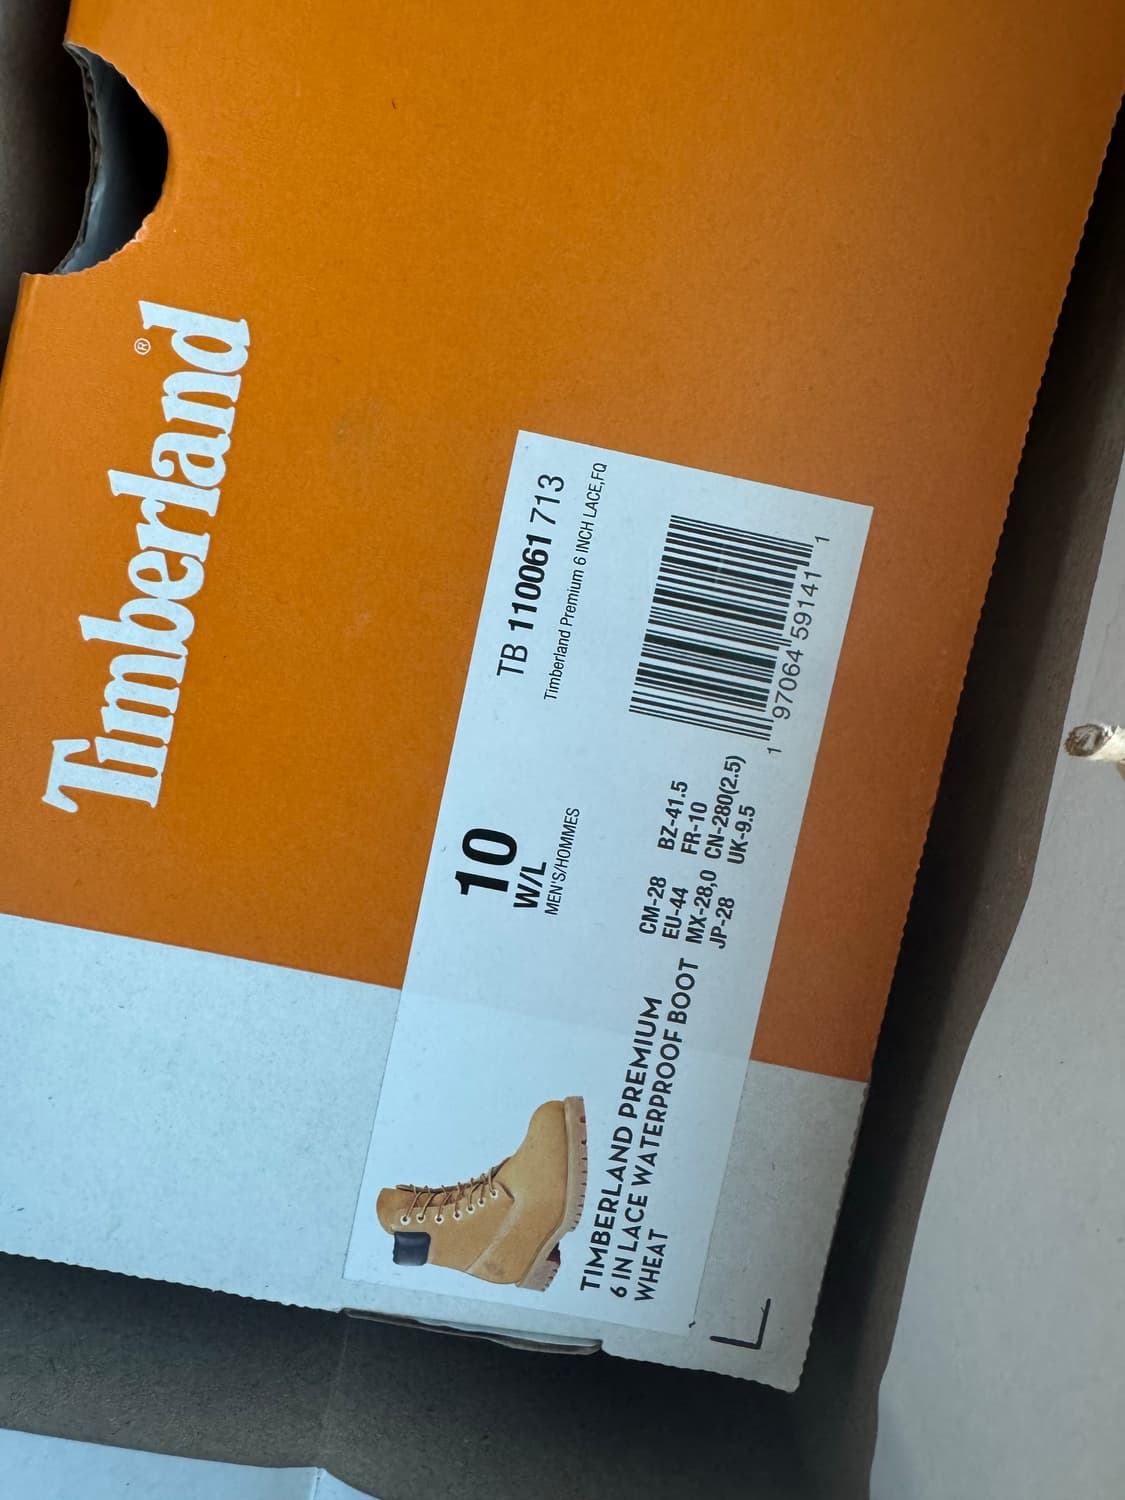 Timberland®
10
W/L
MEN'S/HOMMES
TB 110061 713
Timberland Premium 6 INCH LACE,FQ
CM-28 BZ-41.5
EU-44 FR-10
MX-28,0 CN-280(2.5)
JP-28 UK-9.5
1 97064 59141 1
TIMBERLAND PREMIUM
6 IN LACE WATERPROOF BOOT
WHEAT
L